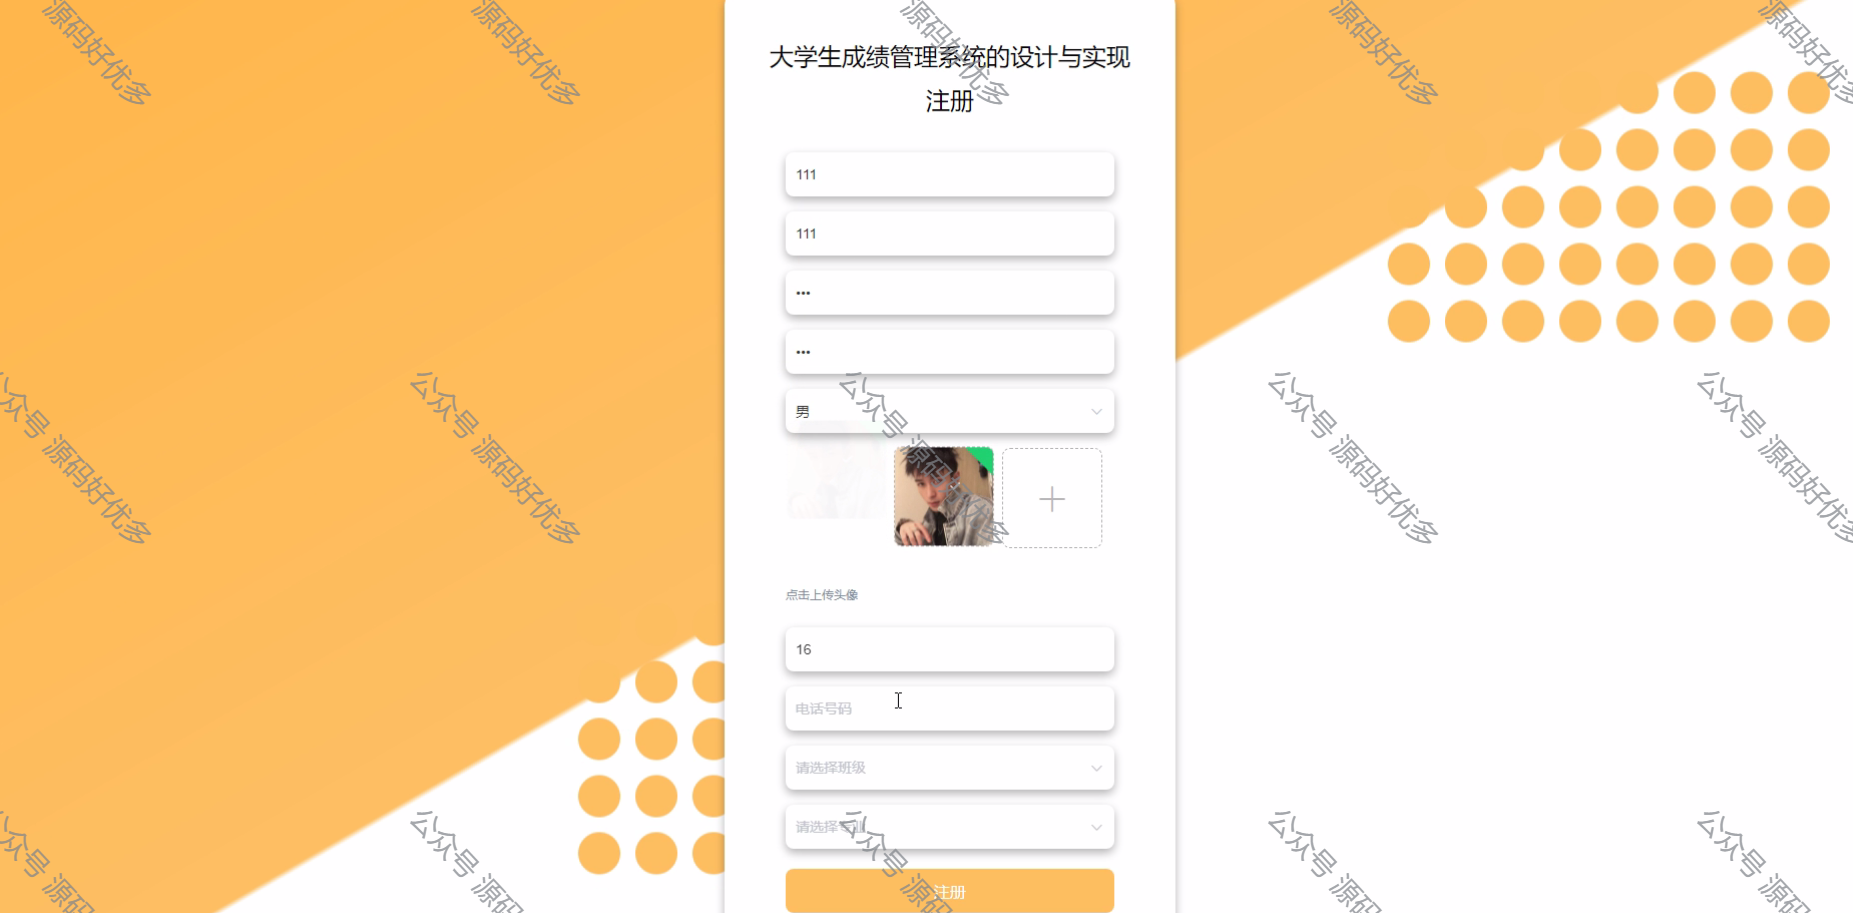 大学生成绩管理系统的设计与实现
注册
111
111
•••
•••
男
点击上传头像
16
电话号码
请选择班级
请选择专业
注册
源码好优多
源码好优多
源码好优多
源码好优多
源码好优多
公众号 源码好优多
公众号 源码好优多
公众号 源码好优多
公众号 源码好优多
公众号 源码好优多
公众号 源码
公众号 源码
公众号 源码
公众号 源码
公众号 源码